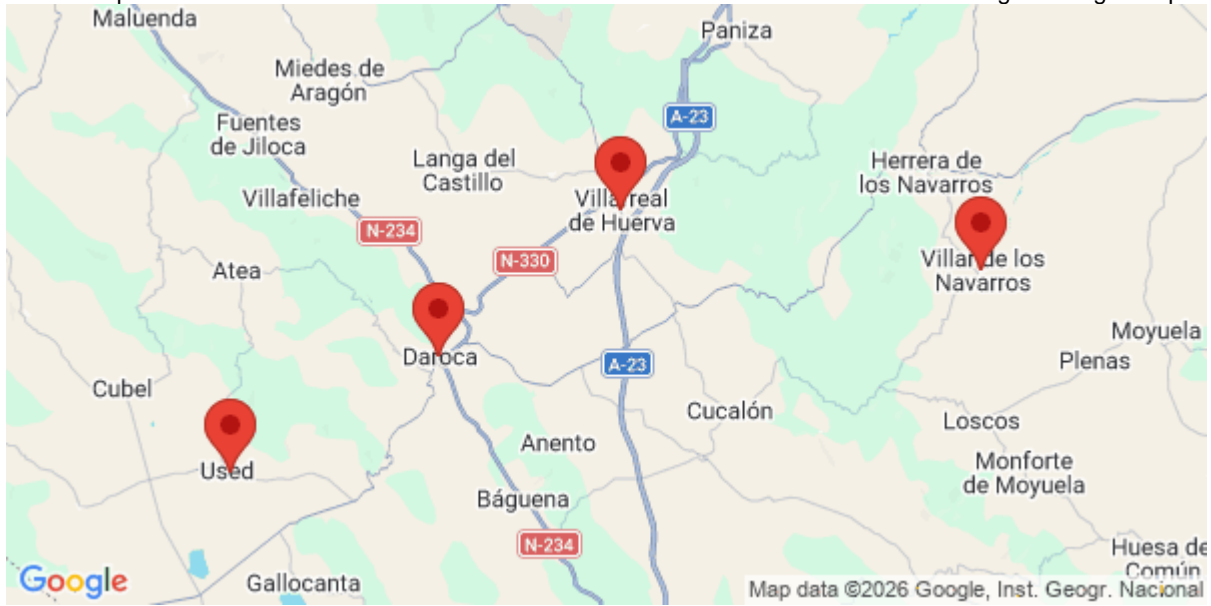 Maluenda
Paniza
Miedes de
Aragón
A-23
Fuentes
de Jiloca
Langa del
Castillo
Herrera de
los Navarros
Villafeliche
Villarreal
de Huerva
N-234
N-330
Villar de los
Navarros
Atea
Moyuela
Daroca
A-23
Plenas
Cubel
Cucalón
Loscos
Anento
Used
Monforte
de Moyuela
Báguena
N-234
Huesa de
Común
Google
Gallocanta
Map data ©2026 Google, Inst. Geogr. Nacional